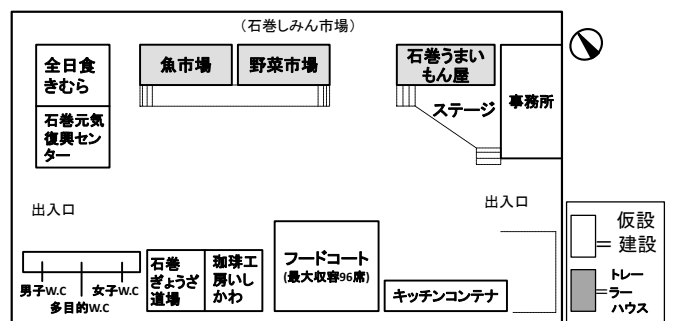 （石巻しみん市場）
全日食
きむら
石巻元気
復興セン
ター
魚市場
野菜市場
石巻うまい
もん屋
ステージ
事務所
出入口
出入口
男子W.C
多目的W.C
女子W.C
石巻
ぎょうざ
道場
珈琲工
房いし
かわ
フードコート
(最大収容96席)
キッチンコンテナ
仮設
＝建設
トレー
＝ラー
ハウス